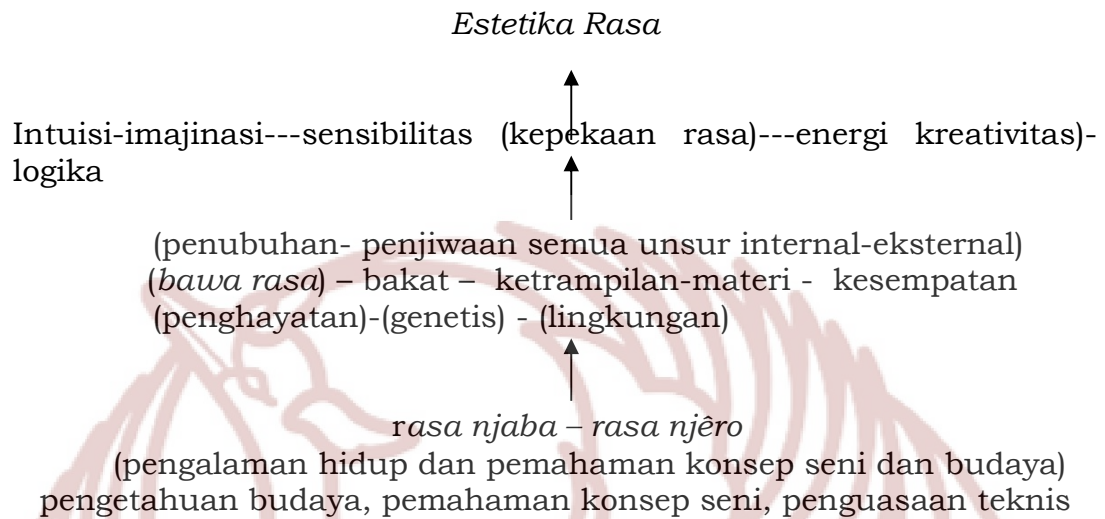 Estetika Rasa
Intuisi-imajinasi---sensibilitas (kepekaan rasa)---energi kreativitas)-
logika
(penubuhan- penjiwaan semua unsur internal-eksternal)
(bawa rasa) – bakat – ketrampilan-materi - kesempatan
(penghayatan)-(genetis) - (lingkungan)
rasa njaba – rasa njêro
(pengalaman hidup dan pemahaman konsep seni dan budaya)
pengetahuan budaya, pemahaman konsep seni, penguasaan teknis